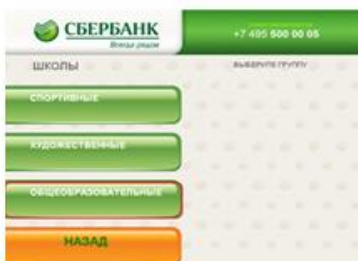 СБЕРБАНК
Всегда рядом
+7 495 500 00 05
ШКОЛЫ
ВЫБЕРИТЕ ГРУППУ
СПОРТИВНЫЕ
ХУДОЖЕСТВЕННЫЕ
ОБЩЕОБРАЗОВАТЕЛЬНЫЕ
НАЗАД